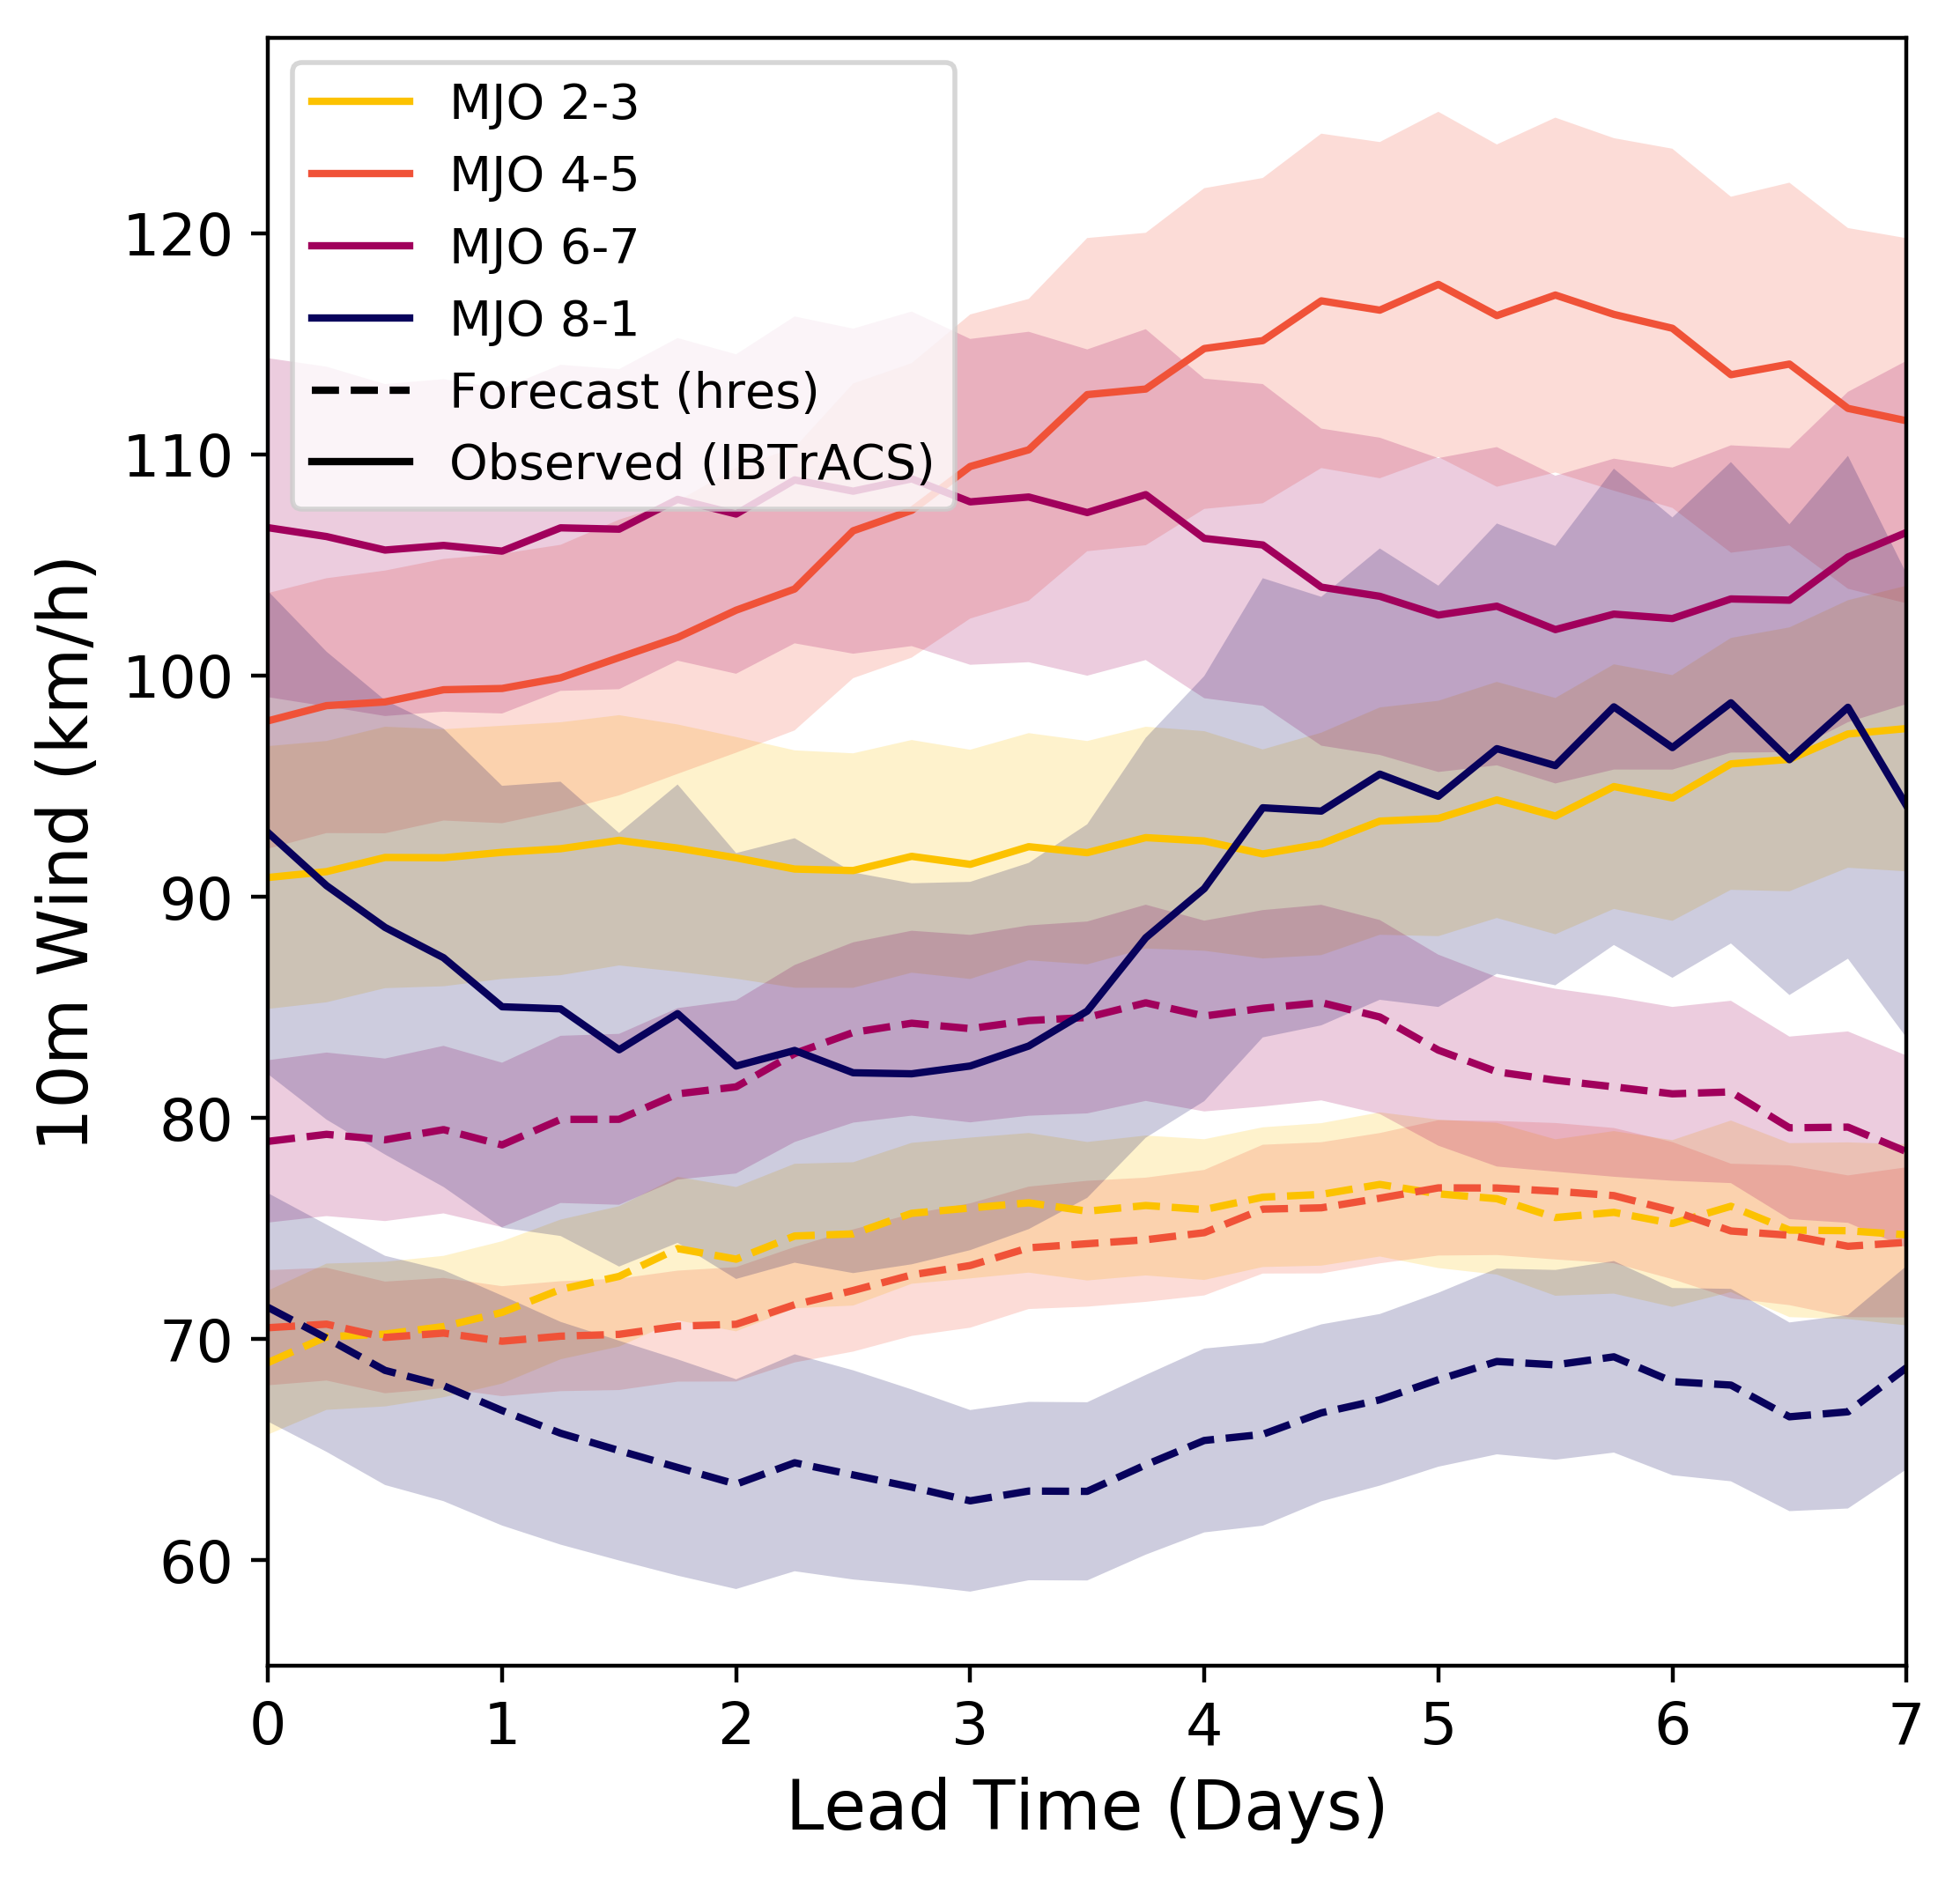 MJO 2-3
MJO 4-5
MJO 6-7
MJO 8-1
Forecast (hres)
Observed (IBTrACS)
120
110
100
90
80
70
60
10m Wind (km/h)
0 1 2 3 4 5 6 7
Lead Time (Days)